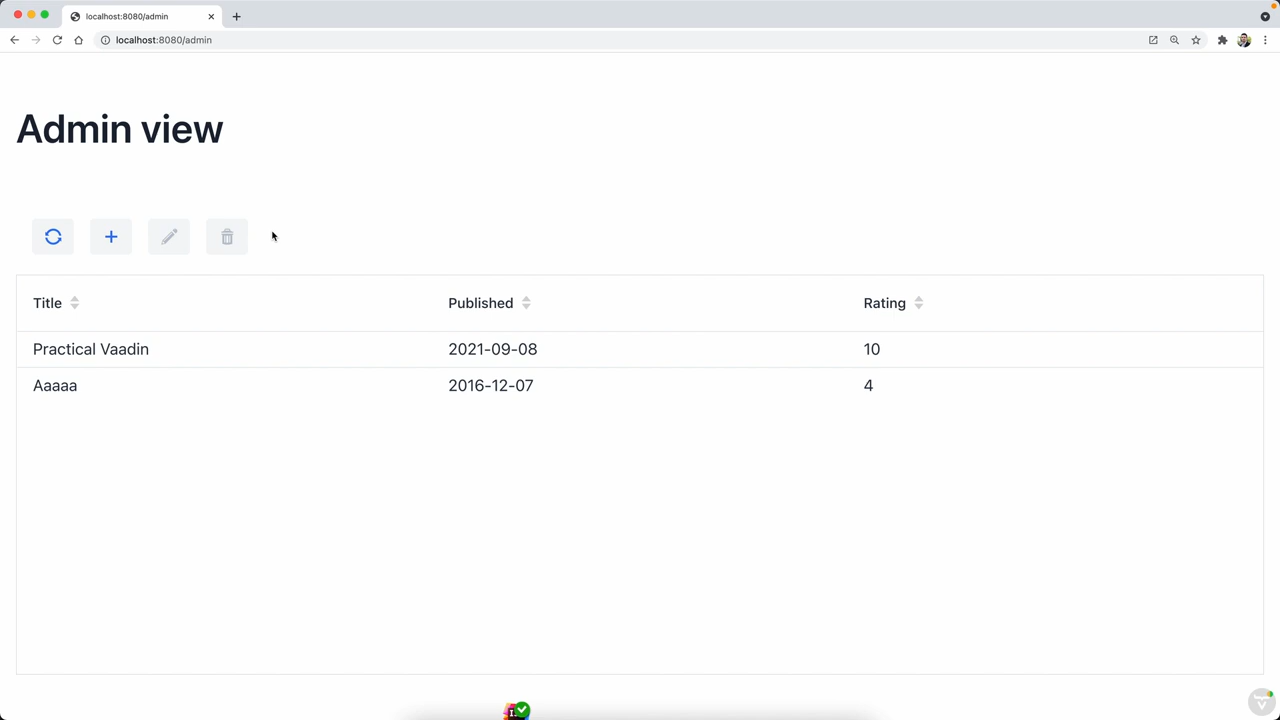 localhost:8080/admin
localhost:8080/admin
Admin view
Title Published Rating
Practical Vaadin 2021-09-08 10
Aaaaa 2016-12-07 4